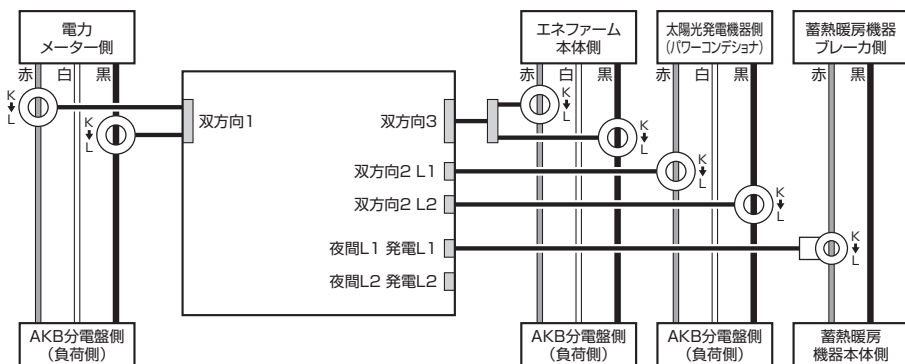 電力
メーター側
エネファーム
本体側
太陽光発電機器側
(パワーコンデショナ)
蓄熱暖房機器
ブレーカ側
赤 白 黒
赤 白 黒
赤 白 黒
赤 黒
K
L
K
L
双方向1
双方向3
双方向2 L1
双方向2 L2
夜間L1 発電L1
夜間L2 発電L2
K
L
K
L
K
L
K
L
K
L
AKB分電盤側
(負荷側)
AKB分電盤側
(負荷側)
AKB分電盤側
(負荷側)
蓄熱暖房
機器本体側